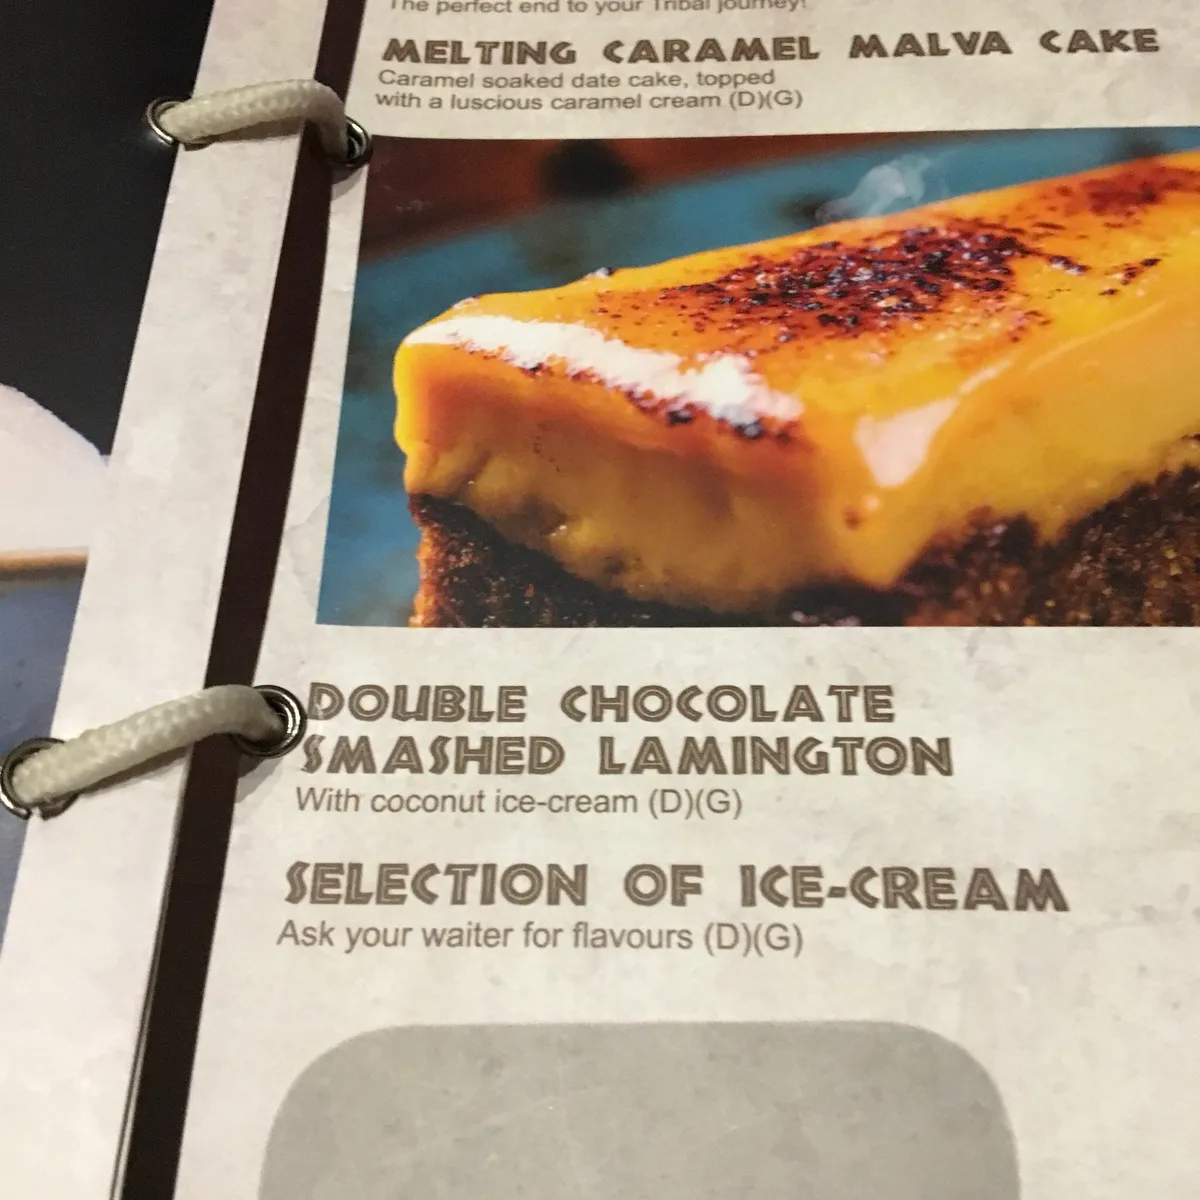 The perfect end to your Tribal journey!
MELTING CARAMEL MALVA CAKE
Caramel soaked date cake, topped
with a luscious caramel cream (D)(G)
DOUBLE CHOCOLATE
SMASHED LAMINGTON
With coconut ice-cream (D)(G)
SELECTION OF ICE-CREAM
Ask your waiter for flavours (D)(G)